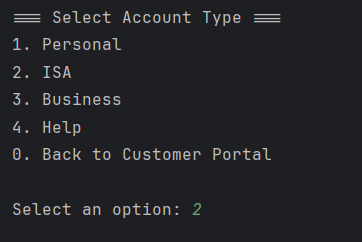 === Select Account Type ===
1. Personal
2. ISA
3. Business
4. Help
0. Back to Customer Portal
Select an option: 2